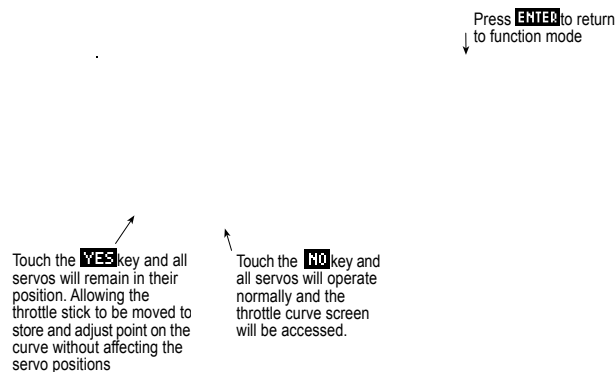 Press ENTER to return
to function mode
Touch the YES key and all
servos will remain in their
position. Allowing the
throttle stick to be moved to
store and adjust point on the
curve without affecting the
servo positions
Touch the NO key and
all servos will operate
normally and the
throttle curve screen
will be accessed.